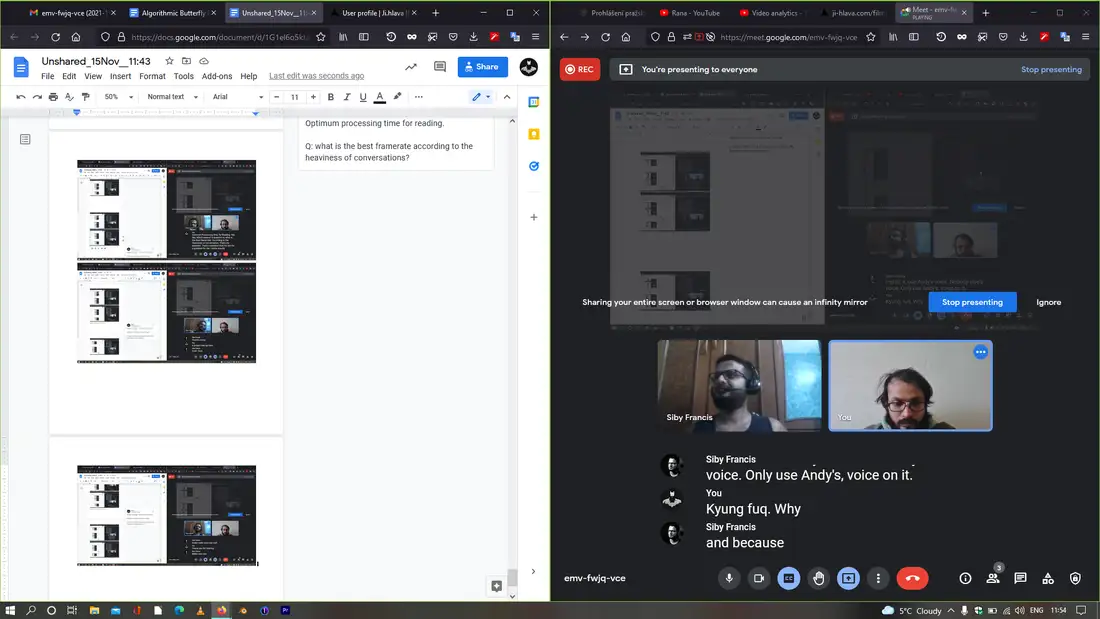 emv-fwjq-vce (2021-
Algorithmic Butterfly
Unshared_15Nov__11
User profile | Ji.hlava
https://docs.google.com/document/d/1G1el6o5kt
Unshared_15Nov__11:43
File Edit View Insert Format Tools Add-ons Help Last edit was seconds ago
Share
50% Normal text Arial 11 B I U A
Optimum processing time for reading.
Q: what is the best framerate according to the
heaviness of conversations?
Prohlášení pražsk
Rana - YouTube
Video analytics -
ji-hlava.com/film
Meet - emv-fw
PLAYING
https://meet.google.com/emv-fwjq-vce
REC
You're presenting to everyone
Stop presenting
Sharing your entire screen or browser window can cause an infinity mirror
Stop presenting
Ignore
Siby Francis
You
Siby Francis
voice. Only use Andy's, voice on it.
You
Kyung fuq. Why
Siby Francis
and because
emv-fwjq-vce
CC
3
5°C Cloudy ENG 11:54